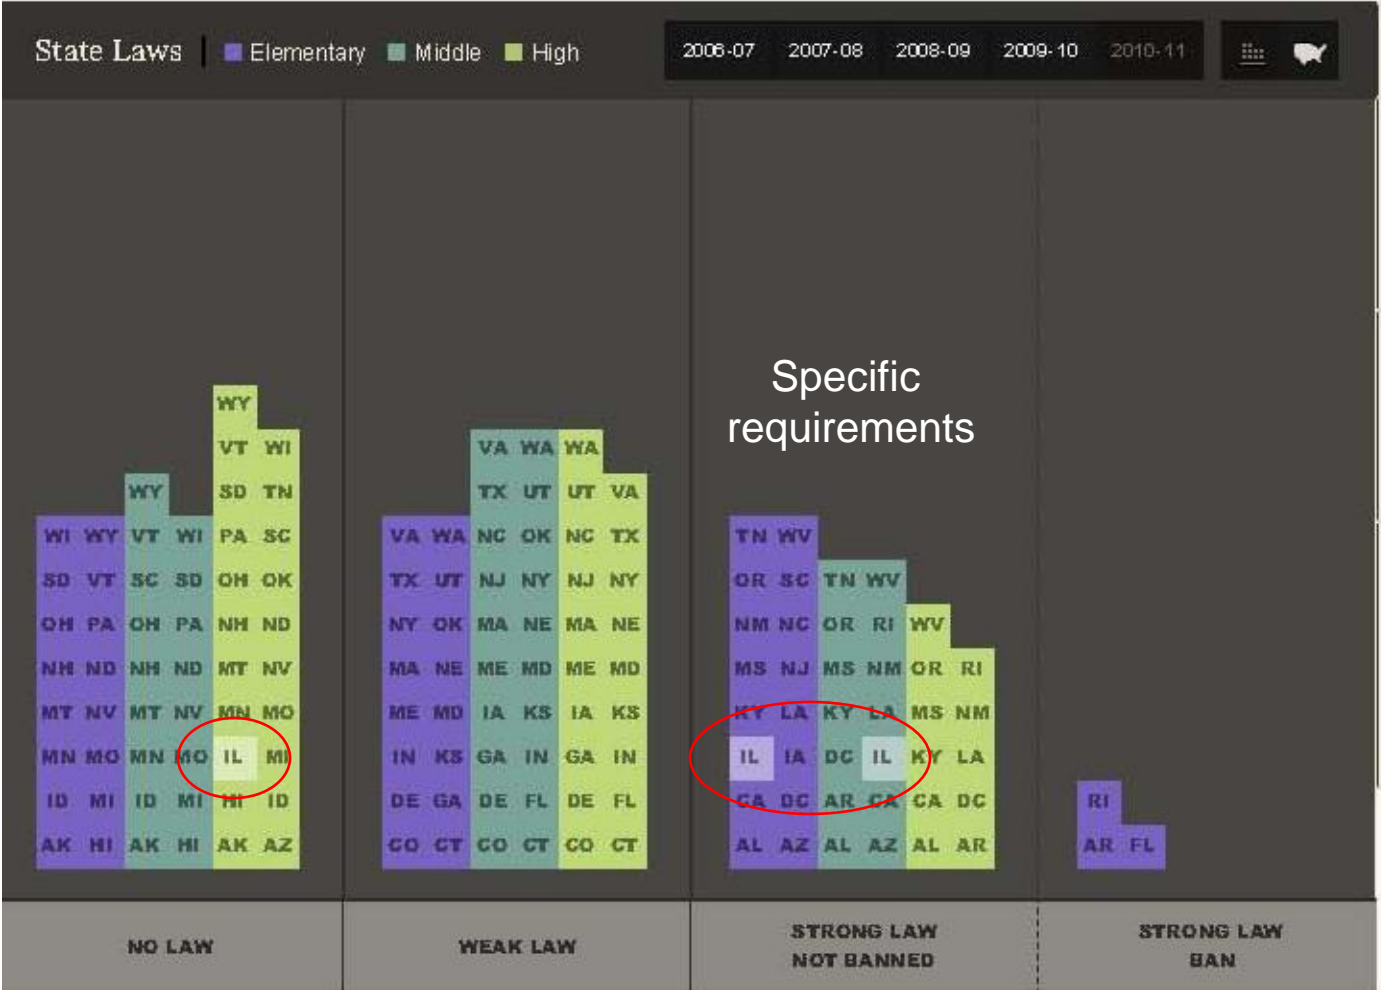 State Laws | Elementary Middle High 2006-07 2007-08 2008-09 2009-10 2010-11
Specific
requirements
WY
VT WI
WY SD TN
WI WY VT WI PA SC
SD VT SC SD OH OK
OH PA OH PA NH ND
NH ND NH ND MT NV
MT NV MT NV MN MO
MN MO MN MO IL MI
ID MI ID MI HI ID
AK HI AK HI AK AZ
NO LAW
VA WA WA
TX UT UT VA
VA WA NC OK NC TX
TX UT NJ NY NJ NY
NY OK MA NE MA NE
MA NE ME MD ME MD
ME MD IA KS IA KS
IN KS GA IN GA IN
DE GA DE FL DE FL
CO CT CO CT CO CT
WEAK LAW
TN WV
OR SC TN WV
NM NC OR RI WV
MS NJ MS NM OR RI
KY LA KY LA MS NM
IL IA DC IL KY LA
CA DC AR CA CA DC
AL AZ AL AZ AL AR
STRONG LAW
NOT BANNED
RI
AR FL
STRONG LAW
BAN